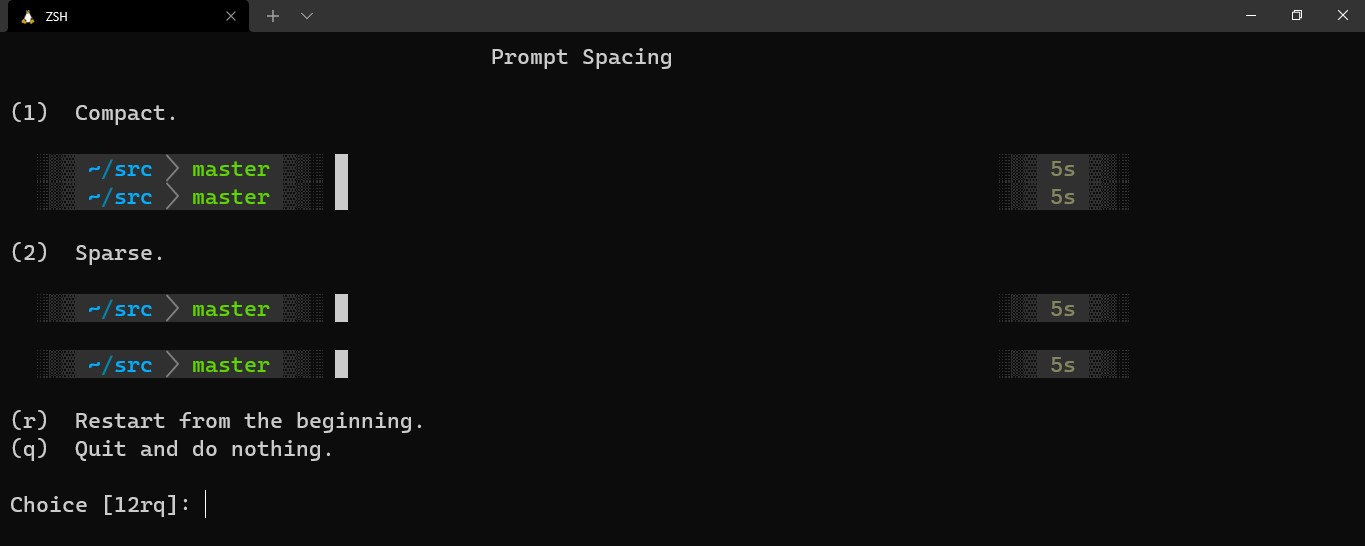 ZSH
Prompt Spacing
(1) Compact.
~/src master 5s
~/src master 5s
(2) Sparse.
~/src master 5s
~/src master 5s
(r) Restart from the beginning.
(q) Quit and do nothing.
Choice [12rq]: